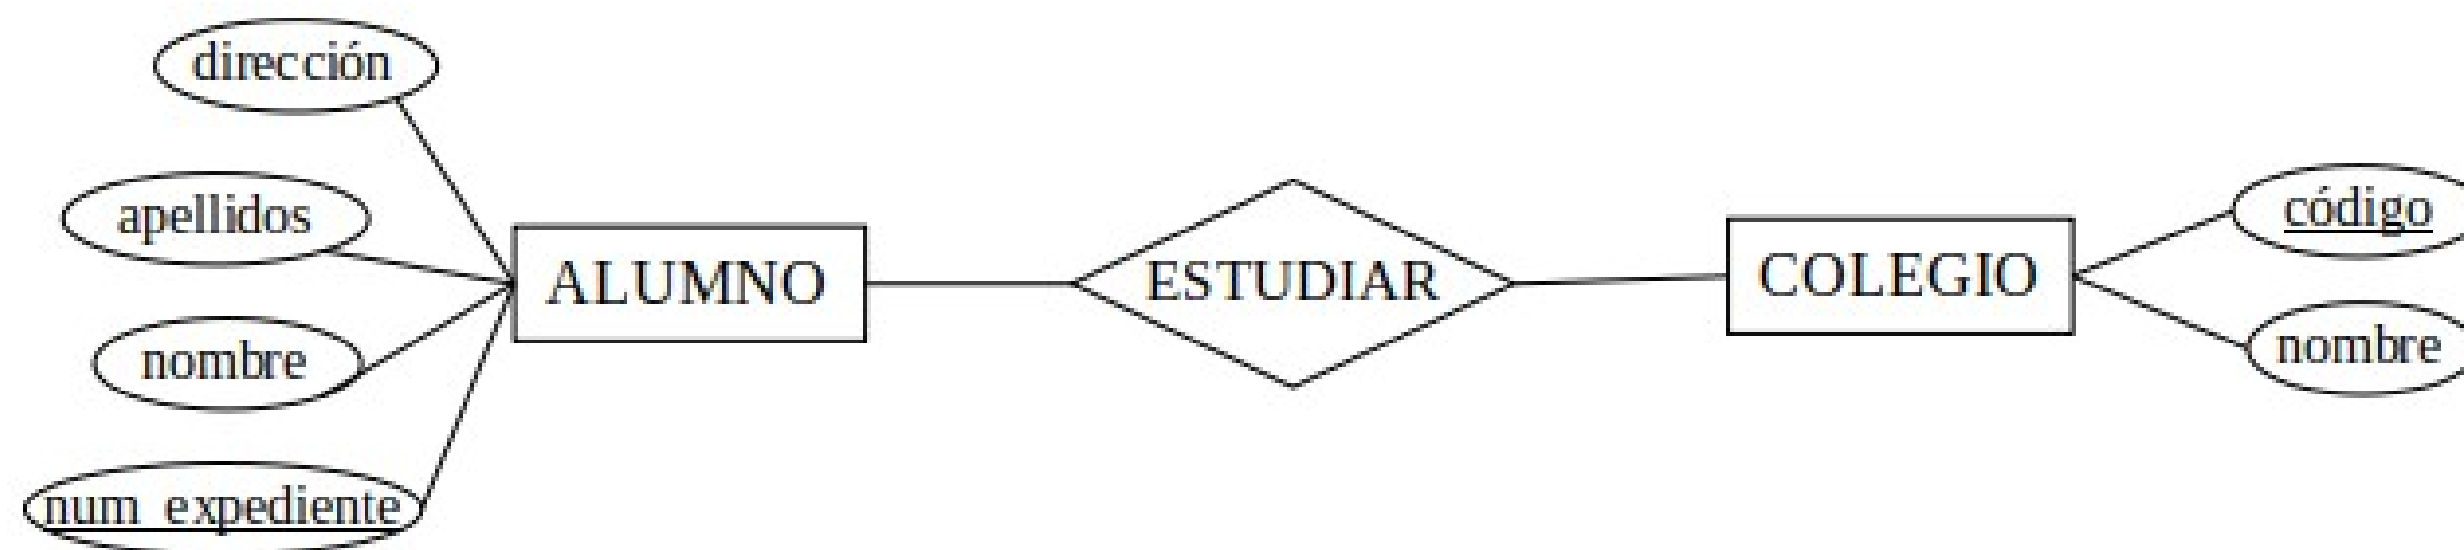 dirección
apellidos
nombre
num_expediente
ALUMNO
ESTUDIAR
COLEGIO
código
nombre